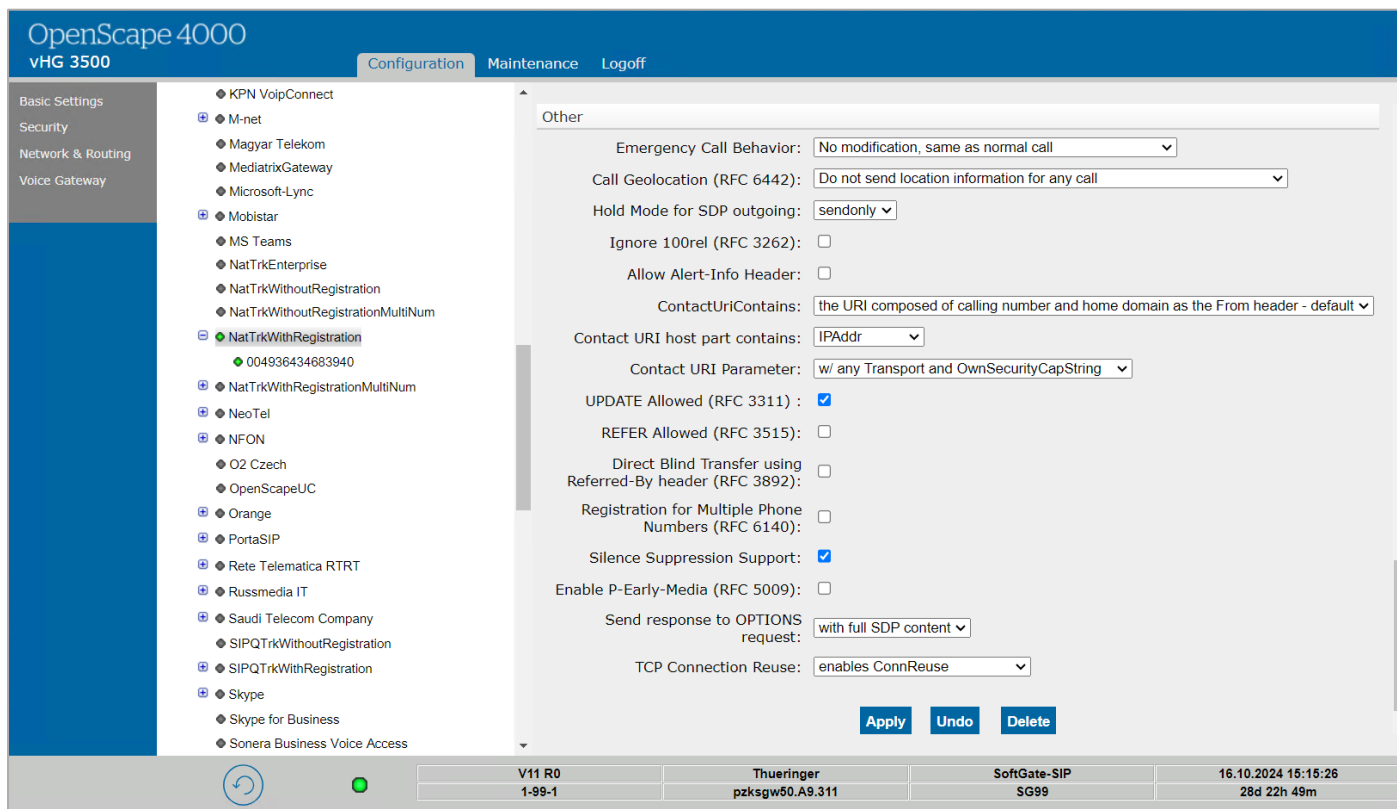 OpenScape 4000
vHG 3500
Configuration Maintenance Logoff
Basic Settings
Security
Network & Routing
Voice Gateway
KPN VoipConnect
M-net
Magyar Telekom
MediatrixGateway
Microsoft-Lync
Mobistar
MS Teams
NatTrkEnterprise
NatTrkWithoutRegistration
NatTrkWithoutRegistrationMultiNum
NatTrkWithRegistration
004936434683940
NatTrkWithRegistrationMultiNum
NeoTel
NFON
O2 Czech
OpenScapeUC
Orange
PortaSIP
Rete Telematica RTRT
Russmedia IT
Saudi Telecom Company
SIPQTrkWithoutRegistration
SIPQTrkWithRegistration
Skype
Skype for Business
Sonera Business Voice Access
Other
Emergency Call Behavior: No modification, same as normal call
Call Geolocation (RFC 6442): Do not send location information for any call
Hold Mode for SDP outgoing: sendonly
Ignore 100rel (RFC 3262):
Allow Alert-Info Header:
ContactUriContains: the URI composed of calling number and home domain as the From header - default
Contact URI host part contains: IPAddr
Contact URI Parameter: w/ any Transport and OwnSecurityCapString
UPDATE Allowed (RFC 3311) :
REFER Allowed (RFC 3515):
Direct Blind Transfer using
Referred-By header (RFC 3892):
Registration for Multiple Phone
Numbers (RFC 6140):
Silence Suppression Support:
Enable P-Early-Media (RFC 5009):
Send response to OPTIONS
request: with full SDP content
TCP Connection Reuse: enables ConnReuse
Apply Undo Delete
V11 R0 Thueringer SoftGate-SIP 16.10.2024 15:15:26
1-99-1 pzksgw50.A9.311 SG99 28d 22h 49m